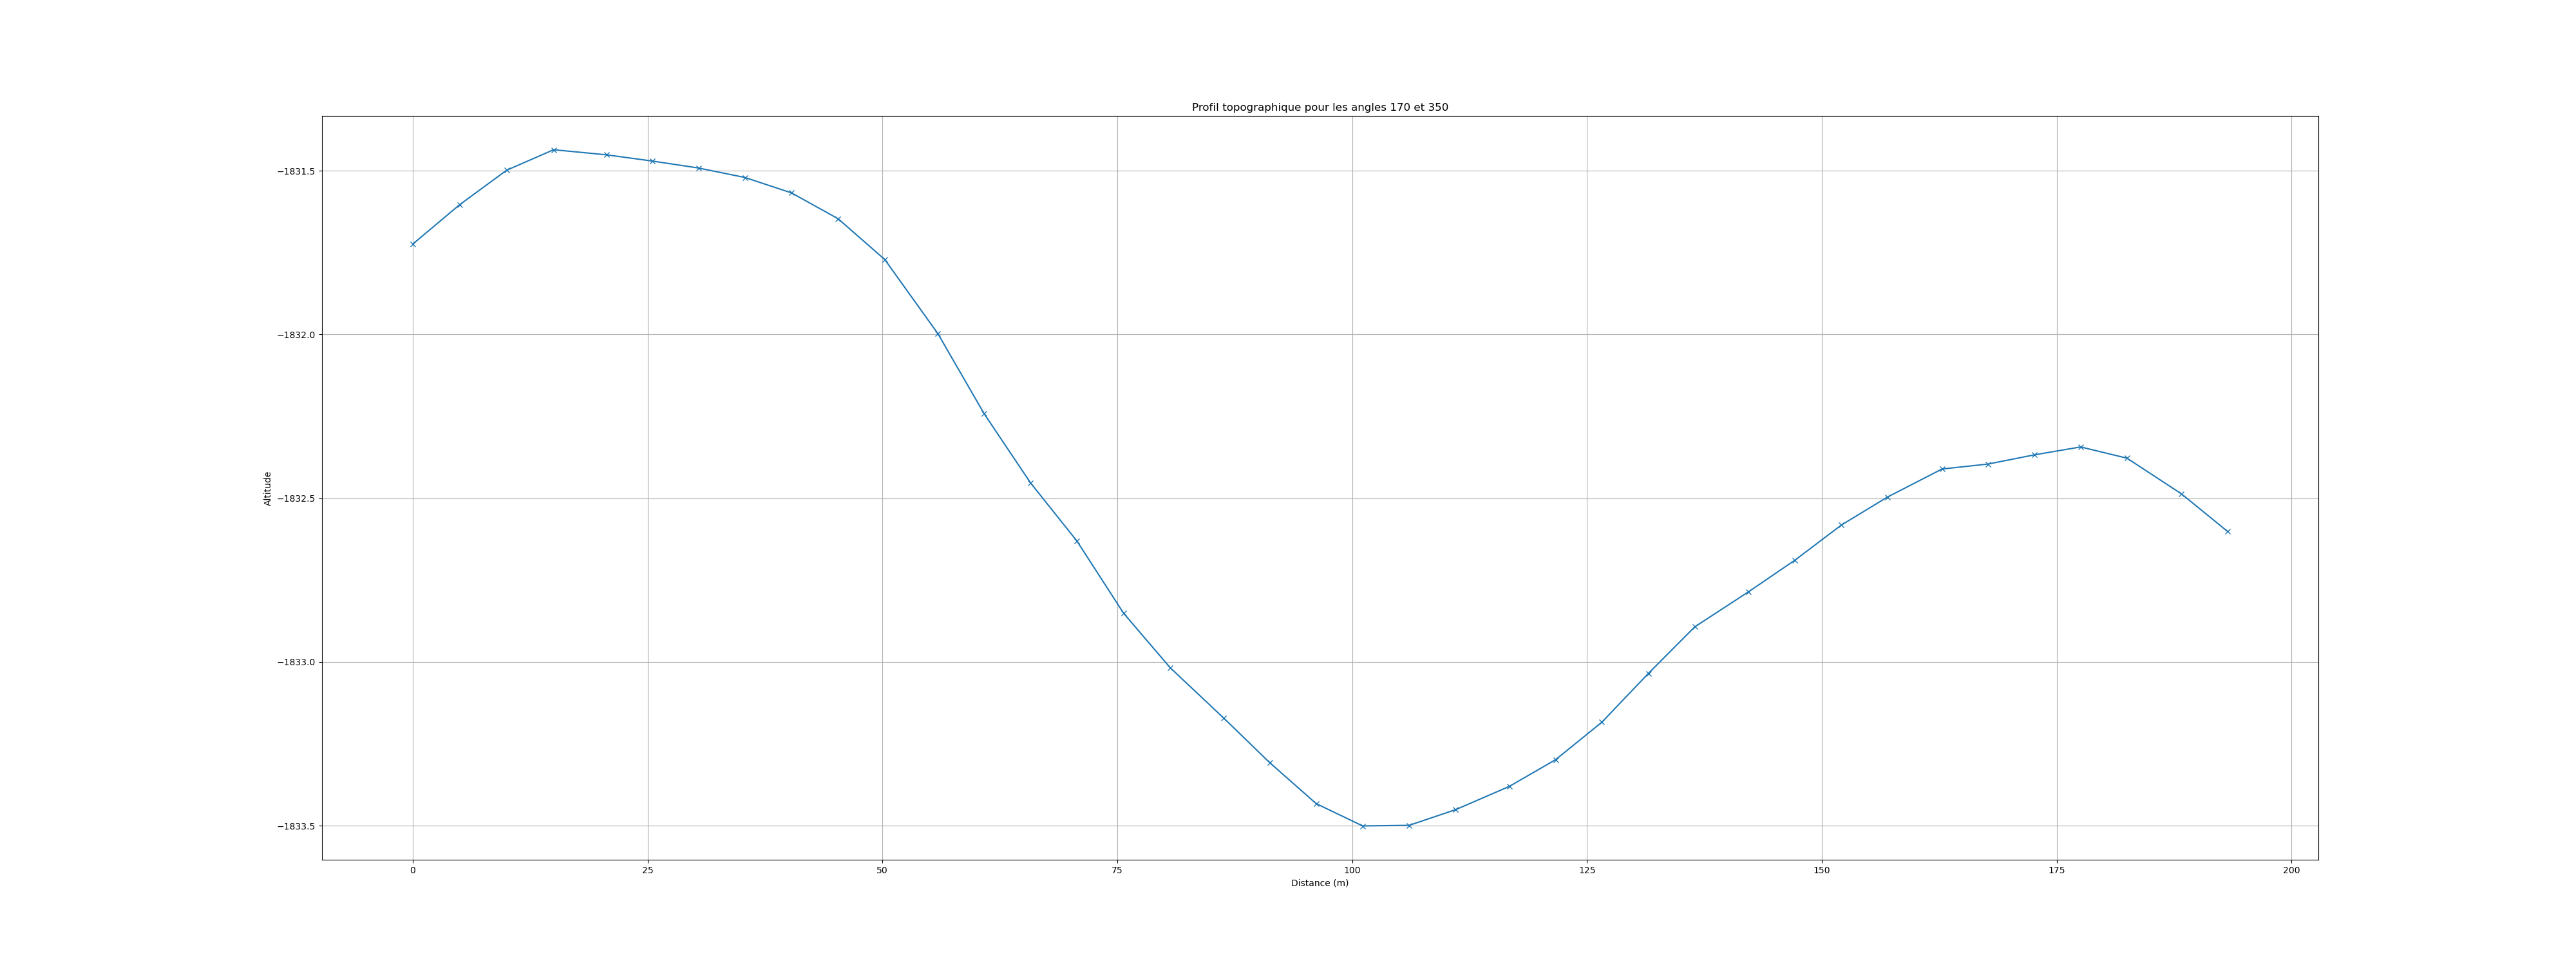 Profil topographique pour les angles 170 et 350
Altitude
−1831.5
−1832.0
−1832.5
−1833.0
−1833.5
0 25 50 75 100 125 150 175 200
Distance (m)